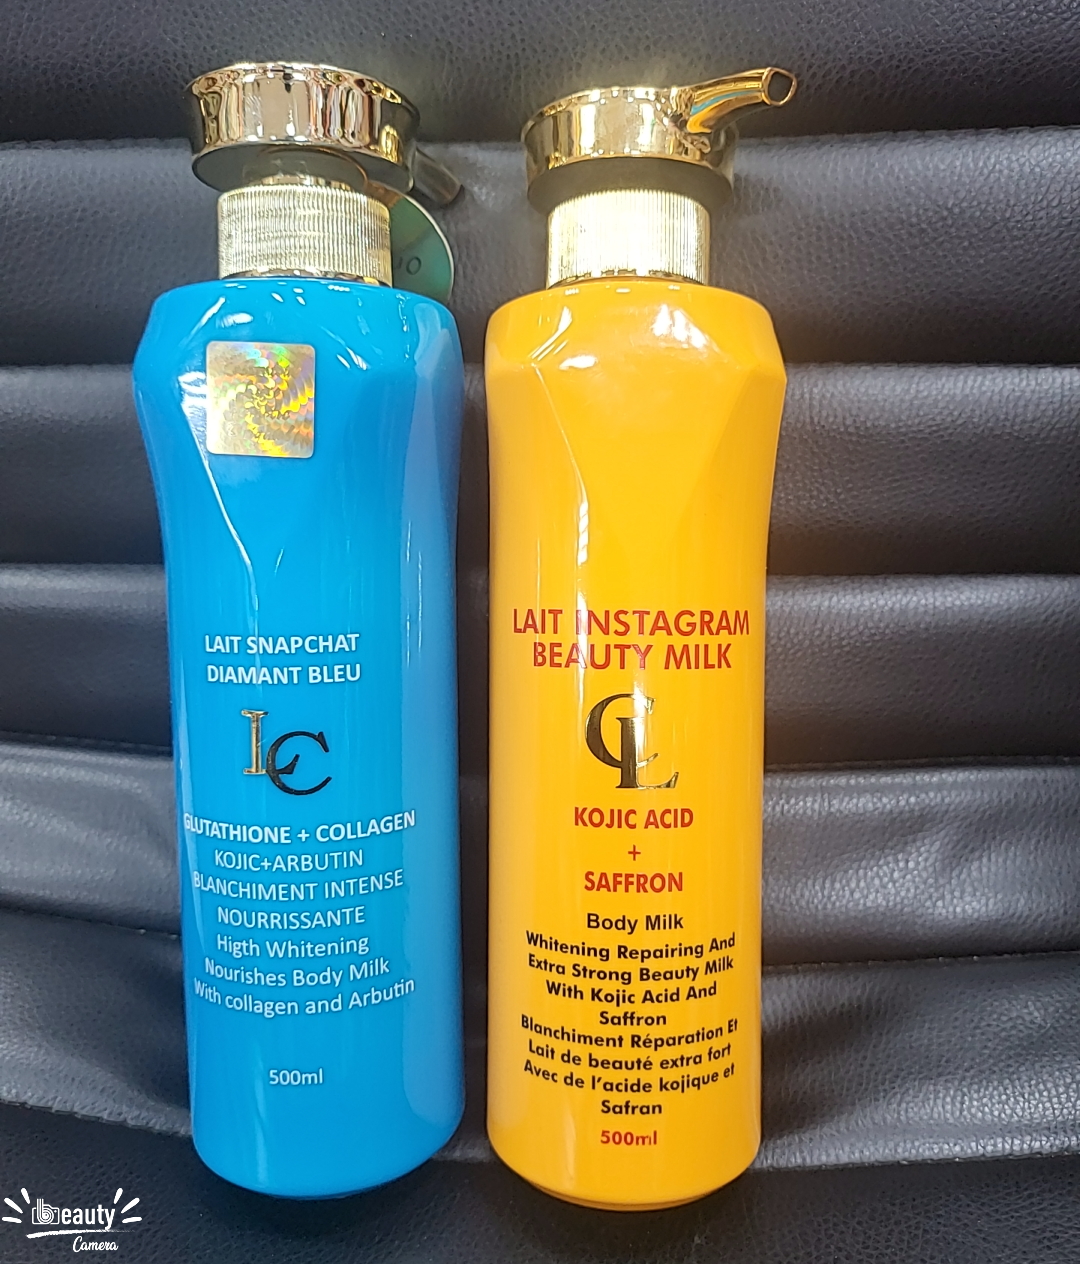 LAIT SNAPCHAT
DIAMANT BLEU
LC
GLUTATHIONE + COLLAGEN
KOJIC+ARBUTIN
BLANCHIMENT INTENSE
NOURRISSANTE
Higth Whitening
Nourishes Body Milk
With collagen and Arbutin
500ml
LAIT INSTAGRAM
BEAUTY MILK
CL
KOJIC ACID
+
SAFFRON
Body Milk
Whitening Repairing And
Extra Strong Beauty Milk
With Kojic Acid And
Saffron
Blanchiment Réparation Et
Lait de beauté extra fort
Avec de l'acide kojique et
Safran
500ml
beauty
Camera